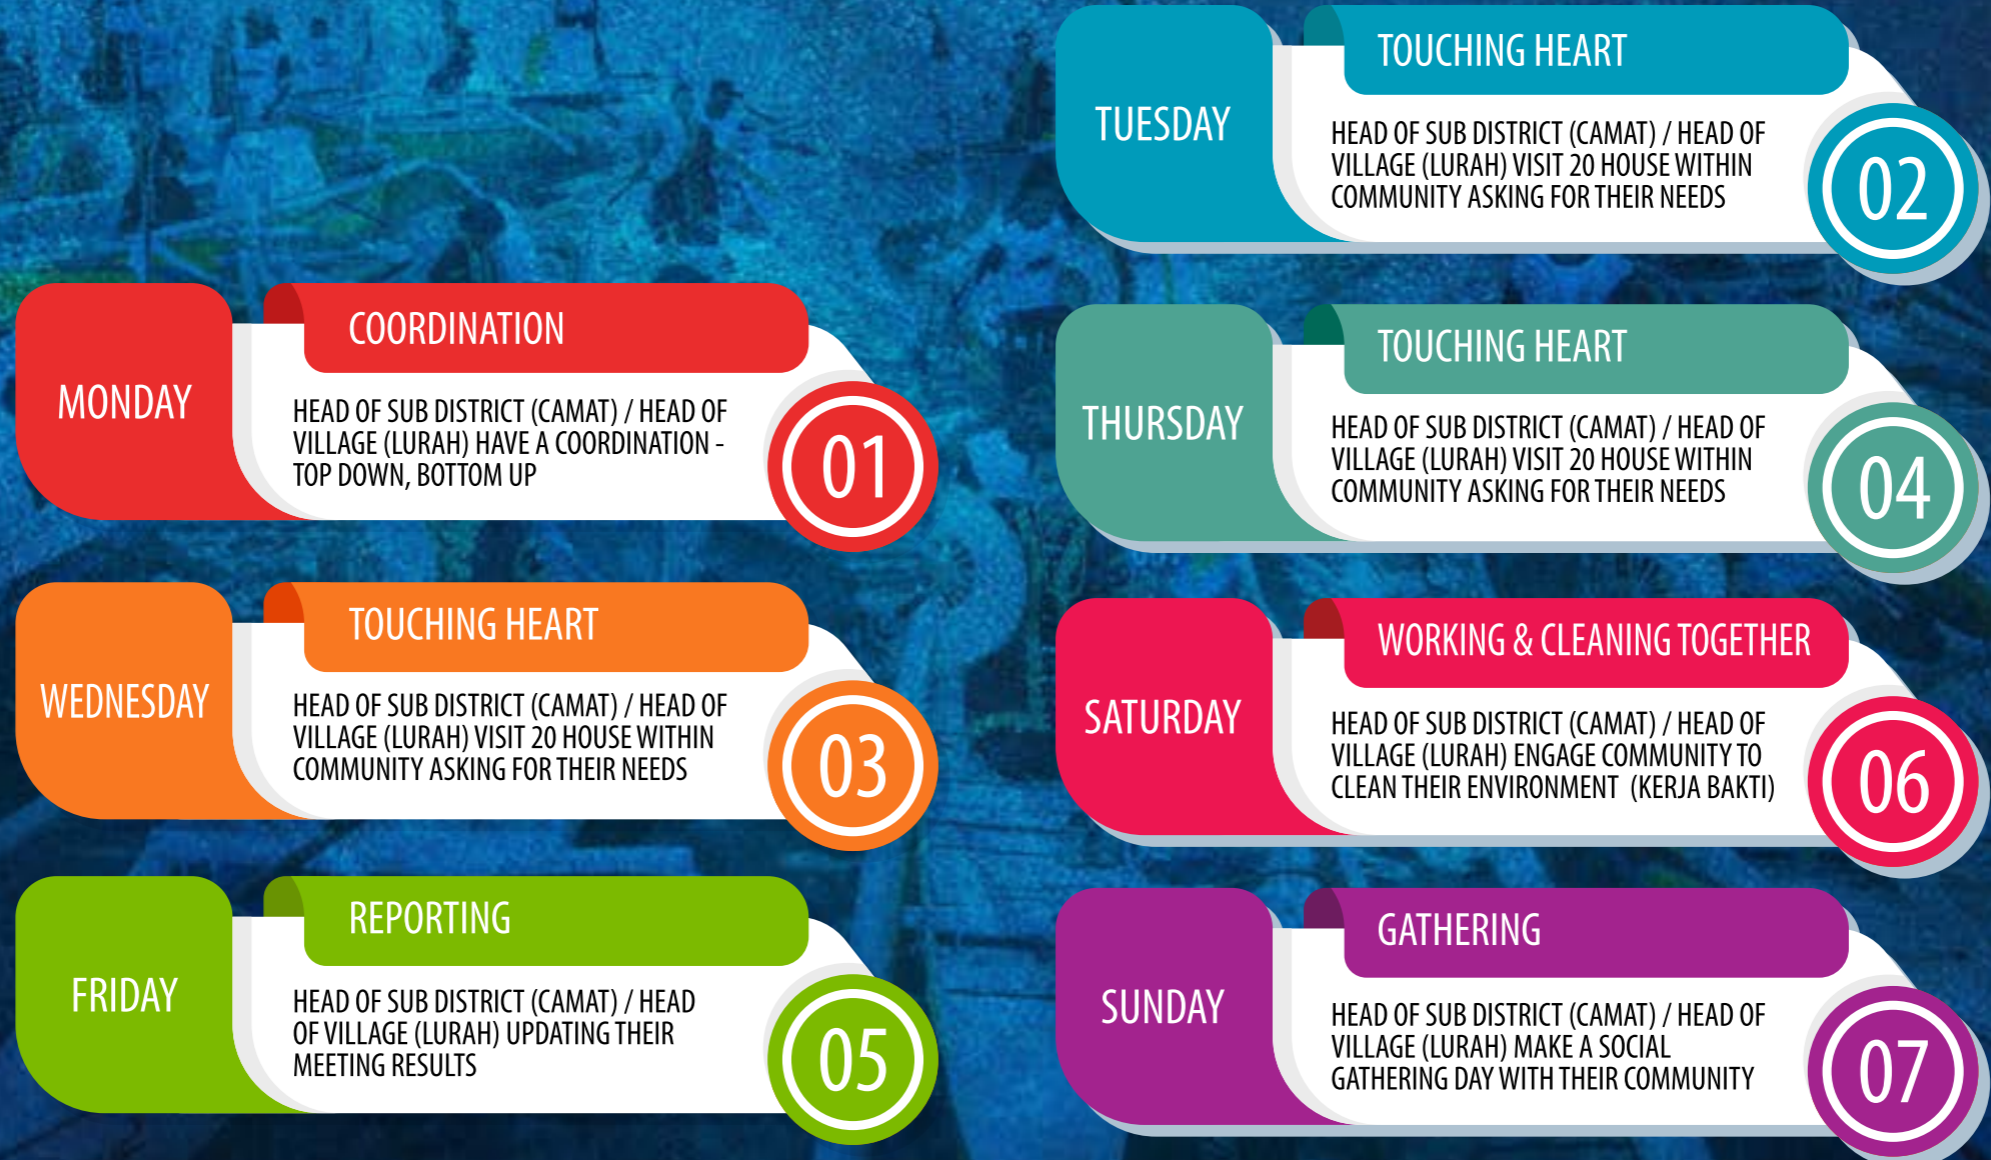 MONDAY
COORDINATION
HEAD OF SUB DISTRICT (CAMAT) / HEAD OF
VILLAGE (LURAH) HAVE A COORDINATION -
TOP DOWN, BOTTOM UP
01
TUESDAY
TOUCHING HEART
HEAD OF SUB DISTRICT (CAMAT) / HEAD OF
VILLAGE (LURAH) VISIT 20 HOUSE WITHIN
COMMUNITY ASKING FOR THEIR NEEDS
02
WEDNESDAY
TOUCHING HEART
HEAD OF SUB DISTRICT (CAMAT) / HEAD OF
VILLAGE (LURAH) VISIT 20 HOUSE WITHIN
COMMUNITY ASKING FOR THEIR NEEDS
03
THURSDAY
TOUCHING HEART
HEAD OF SUB DISTRICT (CAMAT) / HEAD OF
VILLAGE (LURAH) VISIT 20 HOUSE WITHIN
COMMUNITY ASKING FOR THEIR NEEDS
04
FRIDAY
REPORTING
HEAD OF SUB DISTRICT (CAMAT) / HEAD
OF VILLAGE (LURAH) UPDATING THEIR
MEETING RESULTS
05
SATURDAY
WORKING & CLEANING TOGETHER
HEAD OF SUB DISTRICT (CAMAT) / HEAD OF
VILLAGE (LURAH) ENGAGE COMMUNITY TO
CLEAN THEIR ENVIRONMENT (KERJA BAKTI)
06
SUNDAY
GATHERING
HEAD OF SUB DISTRICT (CAMAT) / HEAD OF
VILLAGE (LURAH) MAKE A SOCIAL
GATHERING DAY WITH THEIR COMMUNITY
07